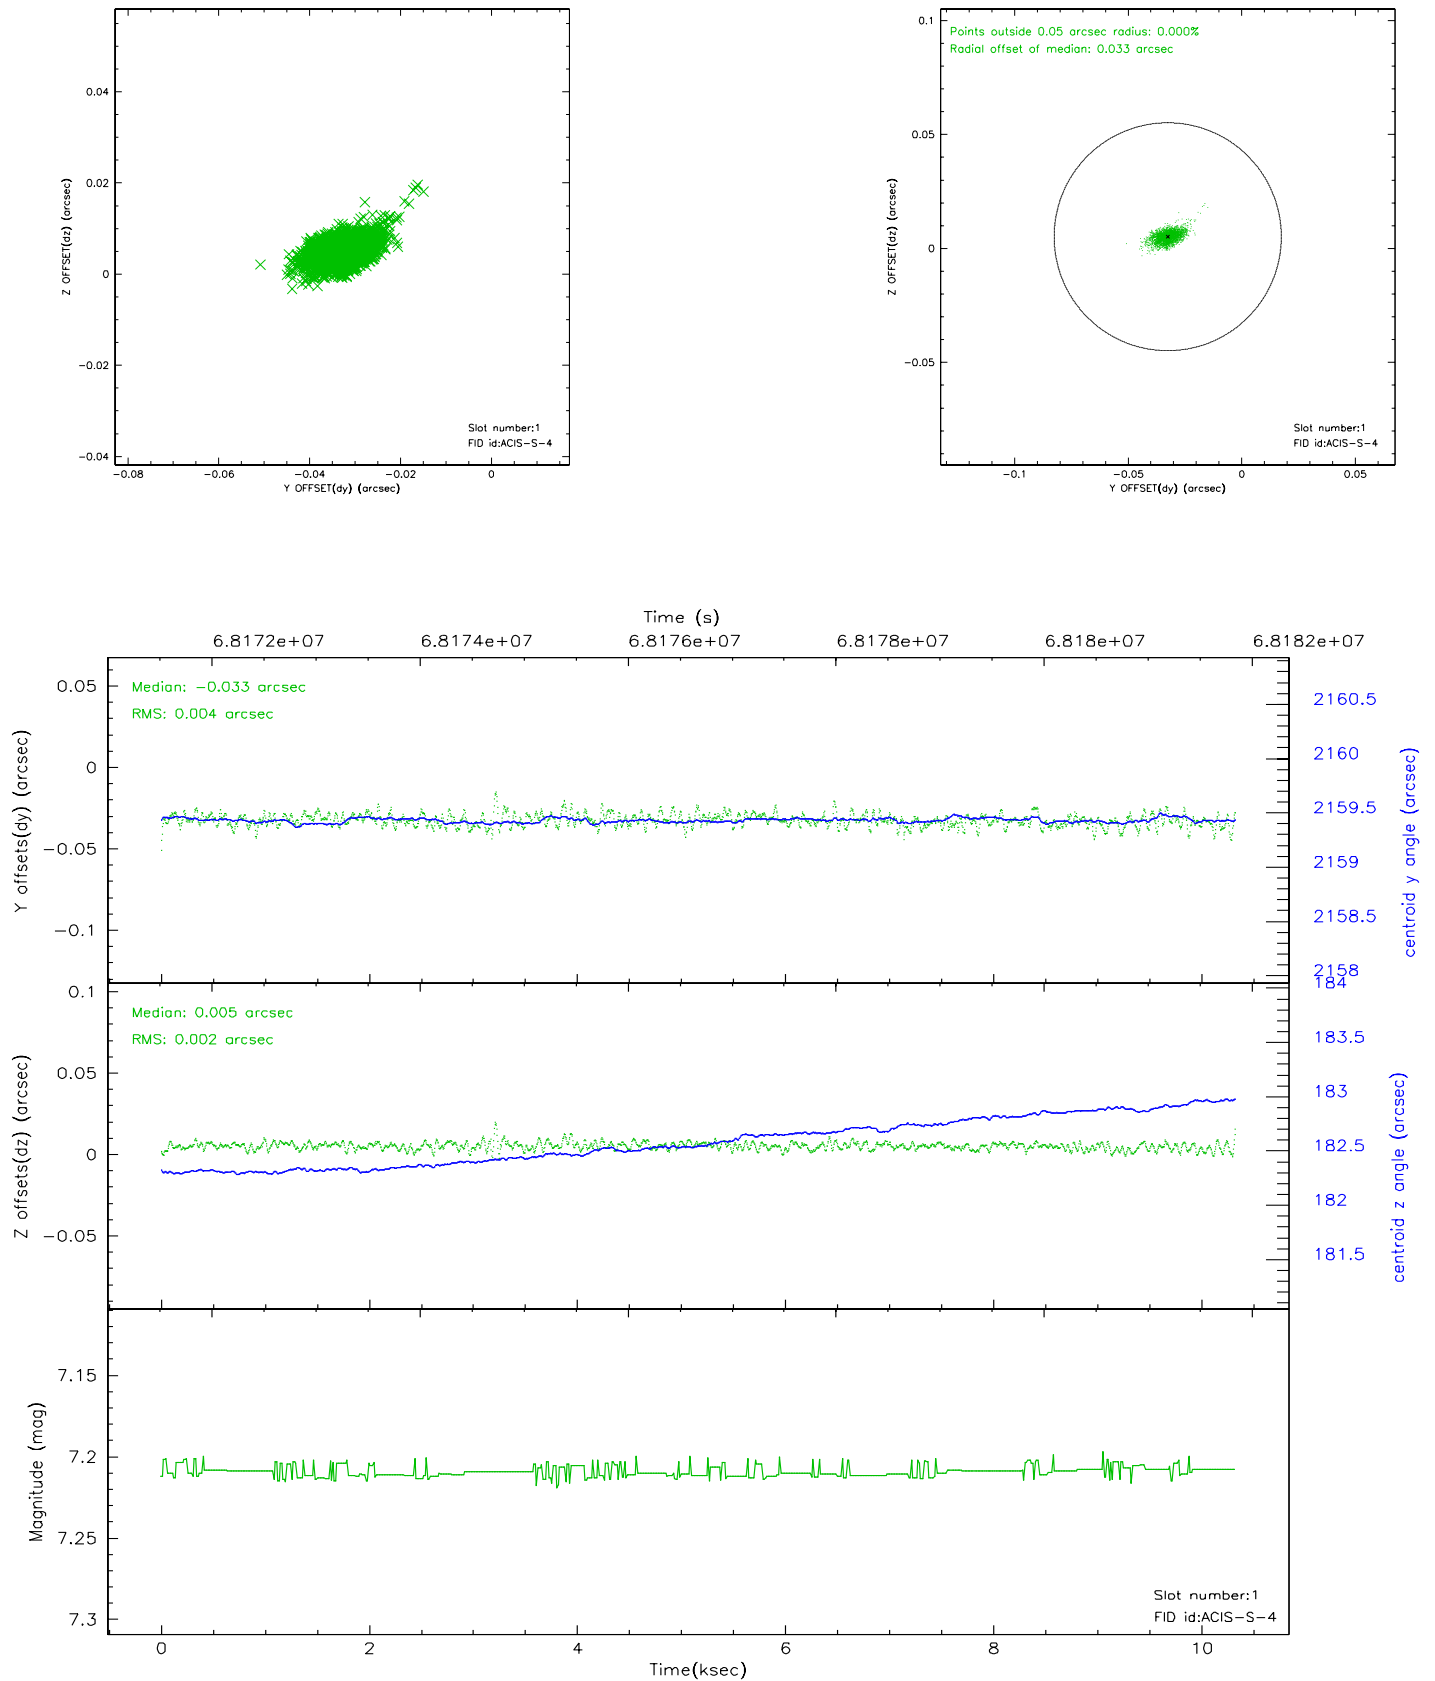 0.04
0.02
0
−0.02
−0.04
Z OFFSET(dz) (arcsec)
Slot number:1
FID id:ACIS−S−4
−0.08
−0.06
−0.04
−0.02
0
Y OFFSET(dy) (arcsec)
Points outside 0.05 arcsec radius: 0.000%
Radial offset of median: 0.033 arcsec
0.1
0.05
0
−0.05
Z OFFSET(dz) (arcsec)
Slot number:1
FID id:ACIS−S−4
−0.1
−0.05
0
0.05
Y OFFSET(dy) (arcsec)
Time (s)
6.8172e+07
6.8174e+07
6.8176e+07
6.8178e+07
6.818e+07
6.8182e+07
Median: −0.033 arcsec
RMS: 0.004 arcsec
0.05
0
−0.05
−0.1
Y offsets(dy) (arcsec)
2160.5
2160
2159.5
2159
2158.5
2158
centroid y angle (arcsec)
Median: 0.005 arcsec
RMS: 0.002 arcsec
0.1
0.05
0
−0.05
Z offsets(dz) (arcsec)
184
183.5
183
182.5
182
181.5
centroid z angle (arcsec)
7.15
7.2
7.25
7.3
Magnitude (mag)
Slot number:1
FID id:ACIS−S−4
0
2
4
6
8
10
Time(ksec)